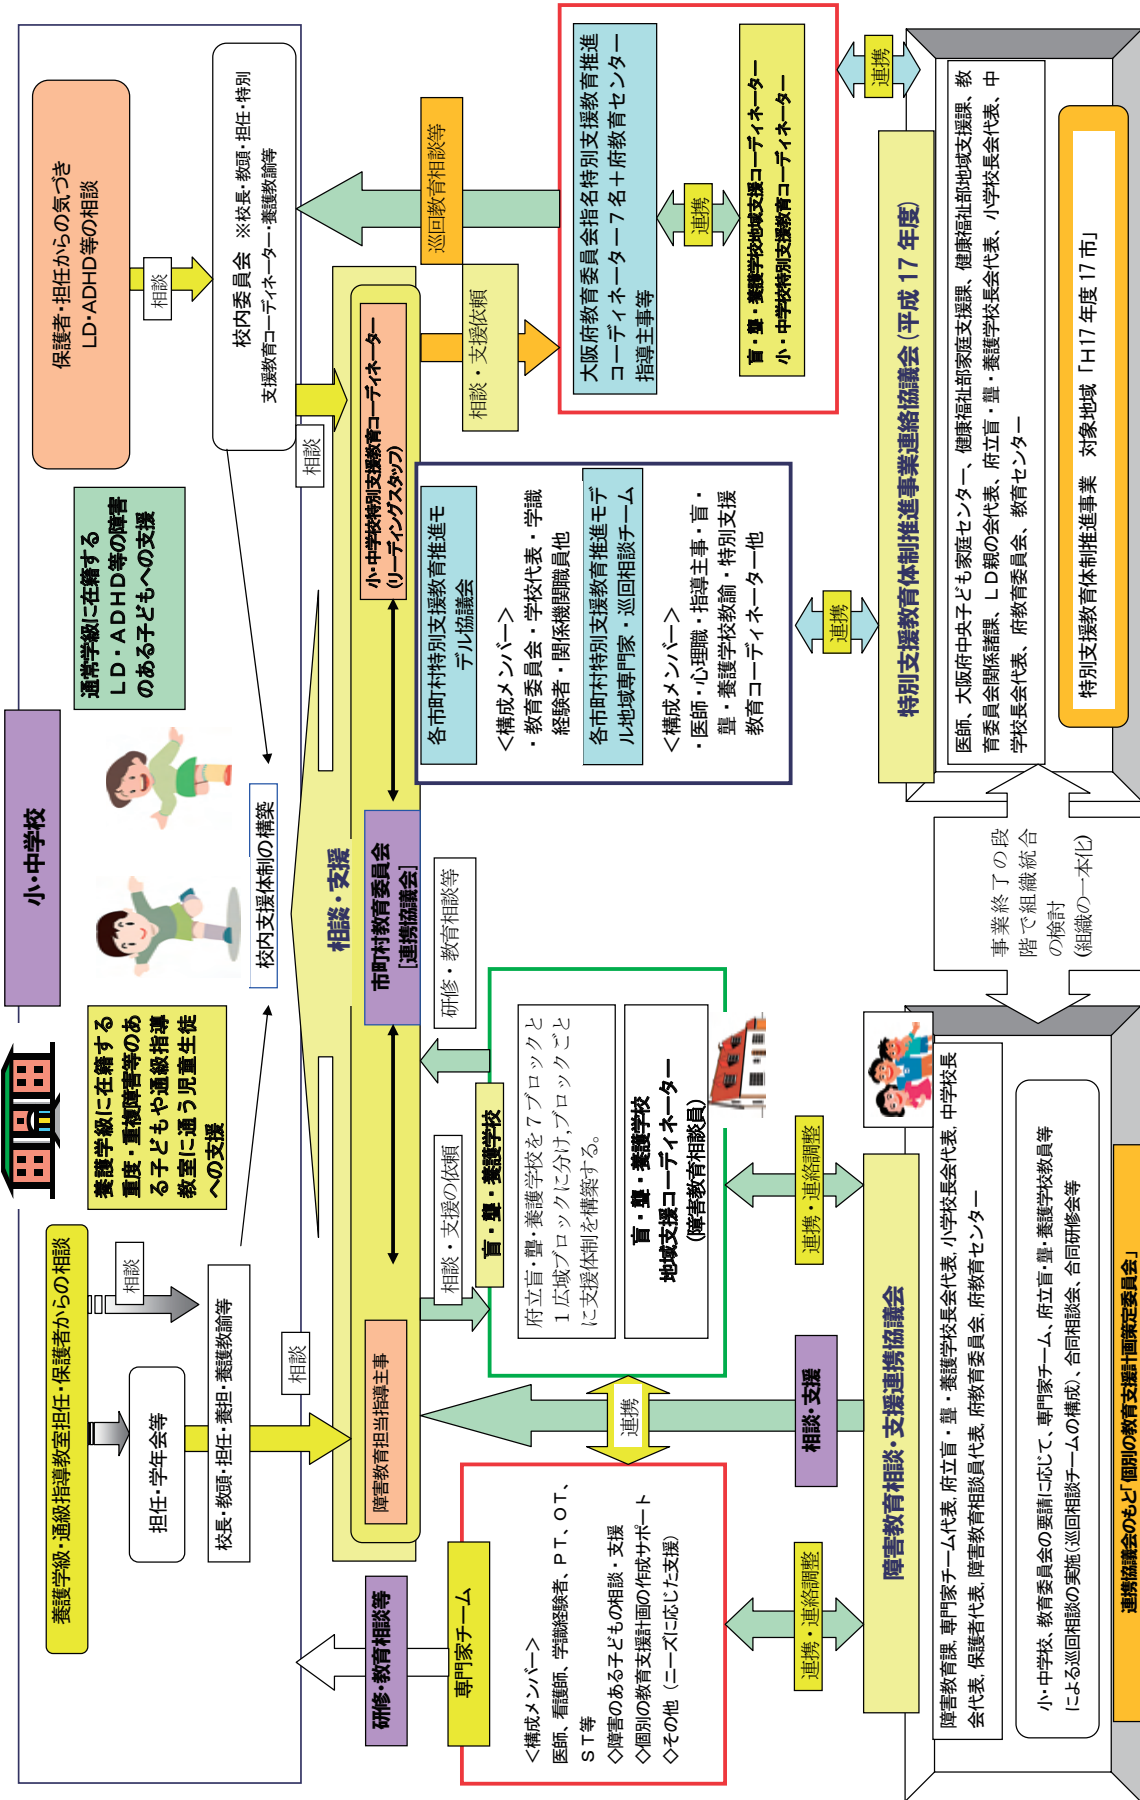 小・中学校
養護学級・通級指導教室担任・保護者からの相談
相談
担任・学年会等
校長・教頭・担任・養担・養護教諭等
相談
養護学級に在籍する
重度・重複障害等のあ
る子どもや通級指導
教室に通う児童生徒
への支援
校内支援体制の構築
通常学級に在籍する
ＬＤ・ＡＤＨＤ等の障害
のある子どもへの支援
保護者・担任からの気づき
LD・ADHD等の相談
相談
校内委員会　※校長・教頭・担任・特別
支援教育コーディネーター・養護教諭等
相談
相談・支援
障害教育担当指導主事
市町村教育委員会
[連携協議会]
小・中学校特別支援教育コーディネーター
(リーディングスタッフ)
研修・教育相談等
相談・支援の依頼
研修・教育相談等
相談・支援依頼
巡回教育相談等
専門家チーム
＜構成メンバー＞
医師、看護師、学識経験者、ＰＴ、ＯＴ、
ＳＴ等
◇障害のある子どもの相談・支援
◇個別の教育支援計画の作成サポート
◇その他（ニーズに応じた支援）
連携
盲・聾・養護学校
府立盲・聾・養護学校を7ブロックと
1広域ブロックに分け,ブロックごと
に支援体制を構築する。
盲・聾・養護学校
地域支援コーディネーター
(障害教育相談員)
各市町村特別支援教育推進モ
デル協議会
＜構成メンバー＞
・教育委員会・学校代表・学識
経験者・関係機関職員他
各市町村特別支援教育推進モデ
ル地域専門家・巡回相談チーム
＜構成メンバー＞
・医師・心理職・指導主事・盲・
聾・養護学校教諭・特別支援
教育コーディネーター他
大阪府教育委員会指名特別支援教育推進
コーディネーター７名＋府教育センター
指導主事等
連携
盲・聾・養護学校地域支援コーディネーター
小・中学校特別支援教育コーディネーター
連携・連絡調整
相談・支援
連携・連絡調整
連携
連携
障害教育相談・支援連携協議会
障害教育課,専門家チーム代表,府立盲・聾・養護学校長会代表,小学校長会代表,中学校長
会代表,保護者代表,障害教育相談員代表,府教育委員会,府教育センター
小・中学校、教育委員会の要請に応じて、専門家チーム、府立盲・聾・養護学校教員等
による巡回相談の実施(巡回相談チームの構成)、合同相談会、合同研修会等
連携協議会のもと「個別の教育支援計画策定委員会」
事業終了の段
階で組織統合
の検討
(組織の一本化)
特別支援教育体制推進事業連絡協議会(平成17年度)
医師、大阪府中央子ども家庭センター、健康福祉部家庭支援課、健康福祉部地域支援課、教
育委員会関係諸課、ＬＤ親の会代表、府立盲・聾・養護学校長会代表、小学校長会代表、中
学校長会代表、府教育委員会、教育センター
特別支援教育体制推進事業　対象地域「H17年度17市」